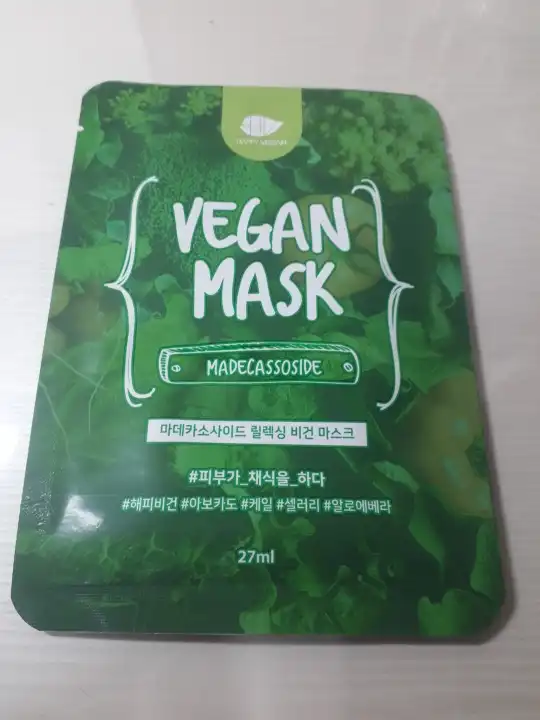 HAPPY VEGAN
VEGAN
MASK
MADECASSOSIDE
마데카소사이드 릴렉싱 비건 마스크
#피부가_채식을_하다
#해피비건 #아보카도 #케일 #셀러리 #알로에베라
27ml